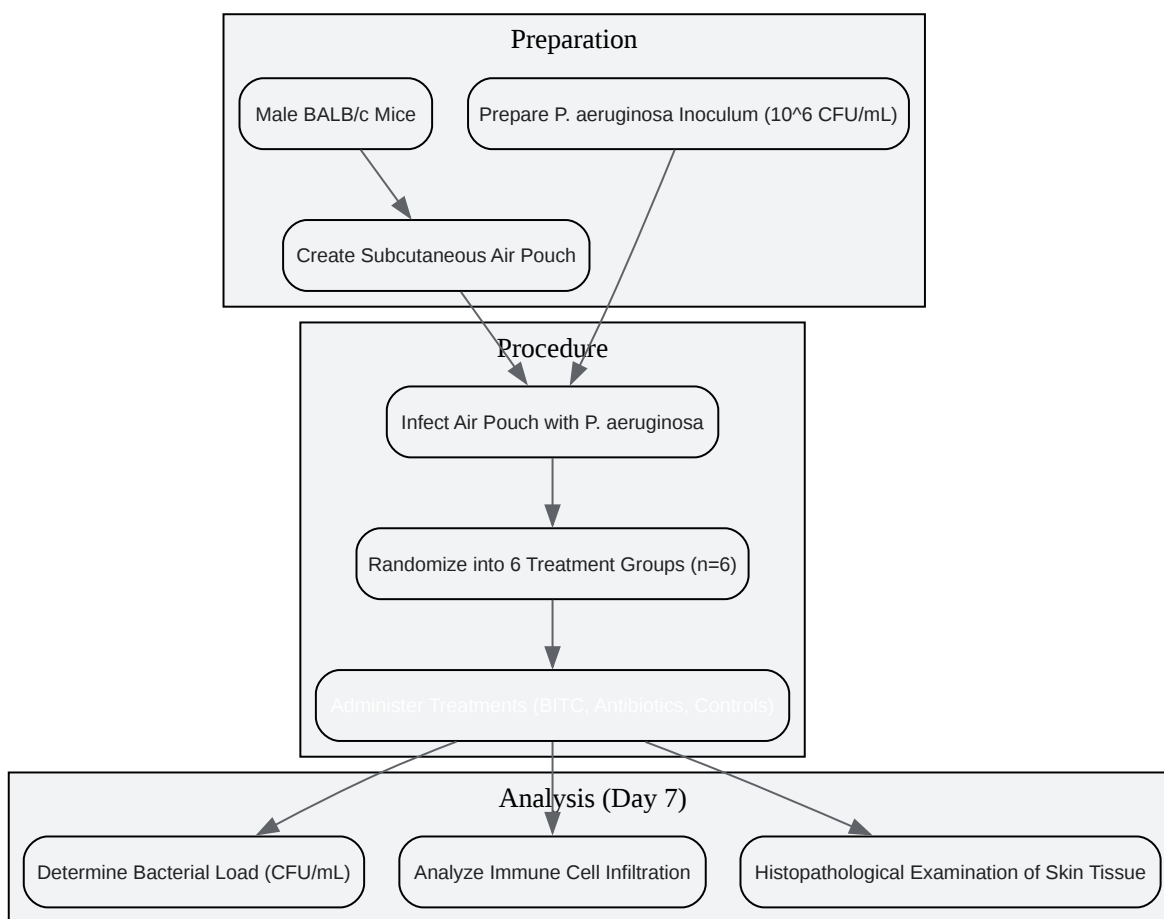 Preparation
Male BALB/c Mice
Prepare P. aeruginosa Inoculum (10^6 CFU/mL)
Create Subcutaneous Air Pouch
Procedure
Infect Air Pouch with P. aeruginosa
Randomize into 6 Treatment Groups (n=6)
Administer Treatments (BITC, Antibiotics, Controls)
Analysis (Day 7)
Determine Bacterial Load (CFU/mL)
Analyze Immune Cell Infiltration
Histopathological Examination of Skin Tissue